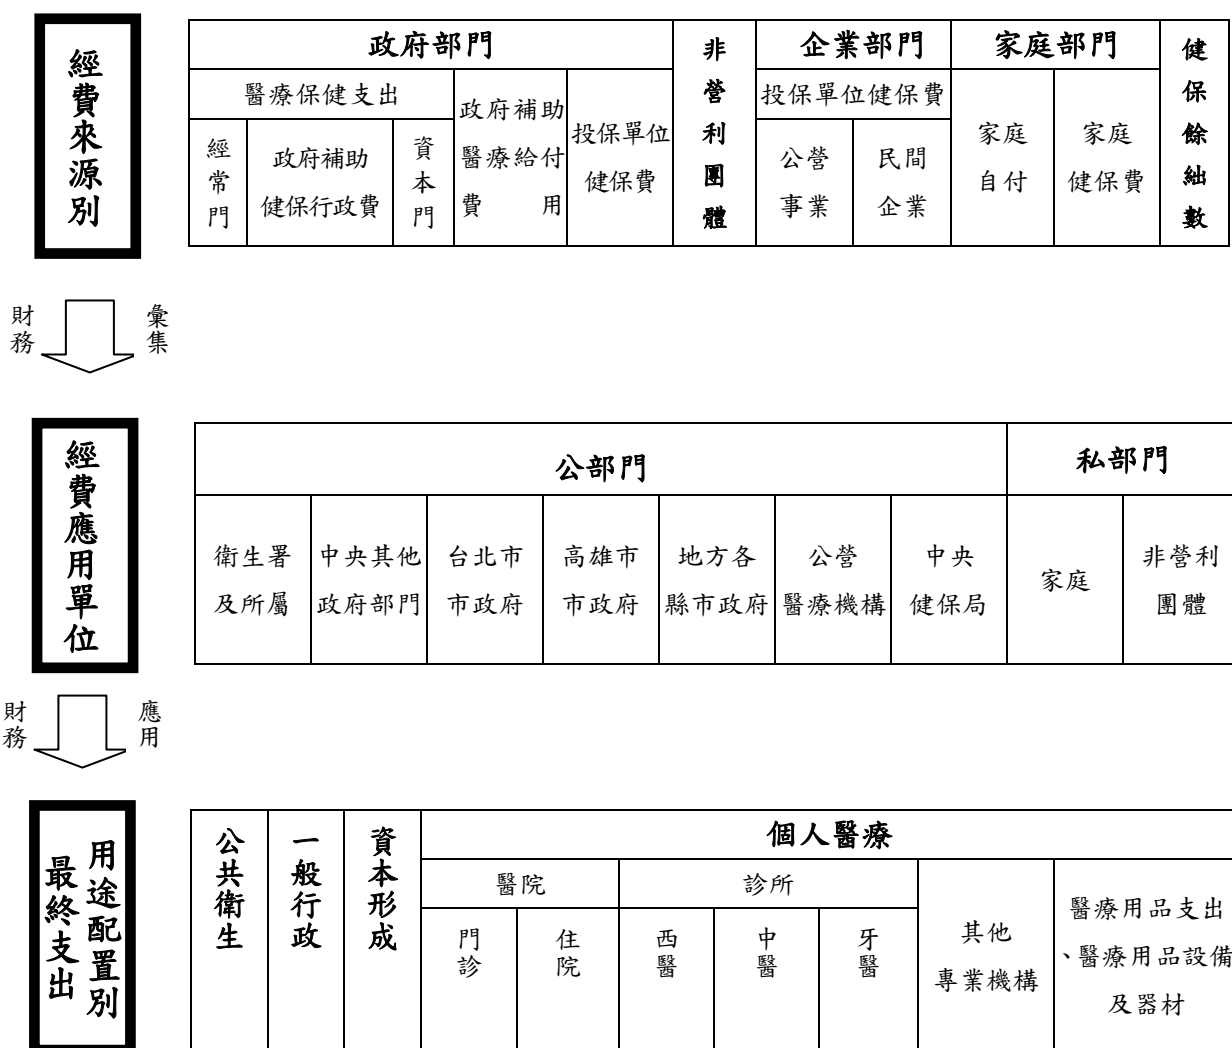 經費來源別
政府部門
非營利團體
企業部門
家庭部門
健保餘絀數
醫療保健支出
政府補助
醫療給付
費用
投保單位
健保費
投保單位健保費
家庭
自付
家庭
健保費
經常門
政府補助
健保行政費
資本門
公營
事業
民間
企業
財務
彙集
經費應用單位
公部門
私部門
衛生署
及所屬
中央其他
政府部門
台北市
市政府
高雄市
市政府
地方各
縣市政府
公營
醫療機構
中央
健保局
家庭
非營利
團體
財務
應用
用途配置別
最終支出
公共衛生
一般行政
資本形成
個人醫療
醫院
診所
其他
專業機構
醫療用品支出
、醫療用品設備
及器材
門診
住院
西醫
中醫
牙醫